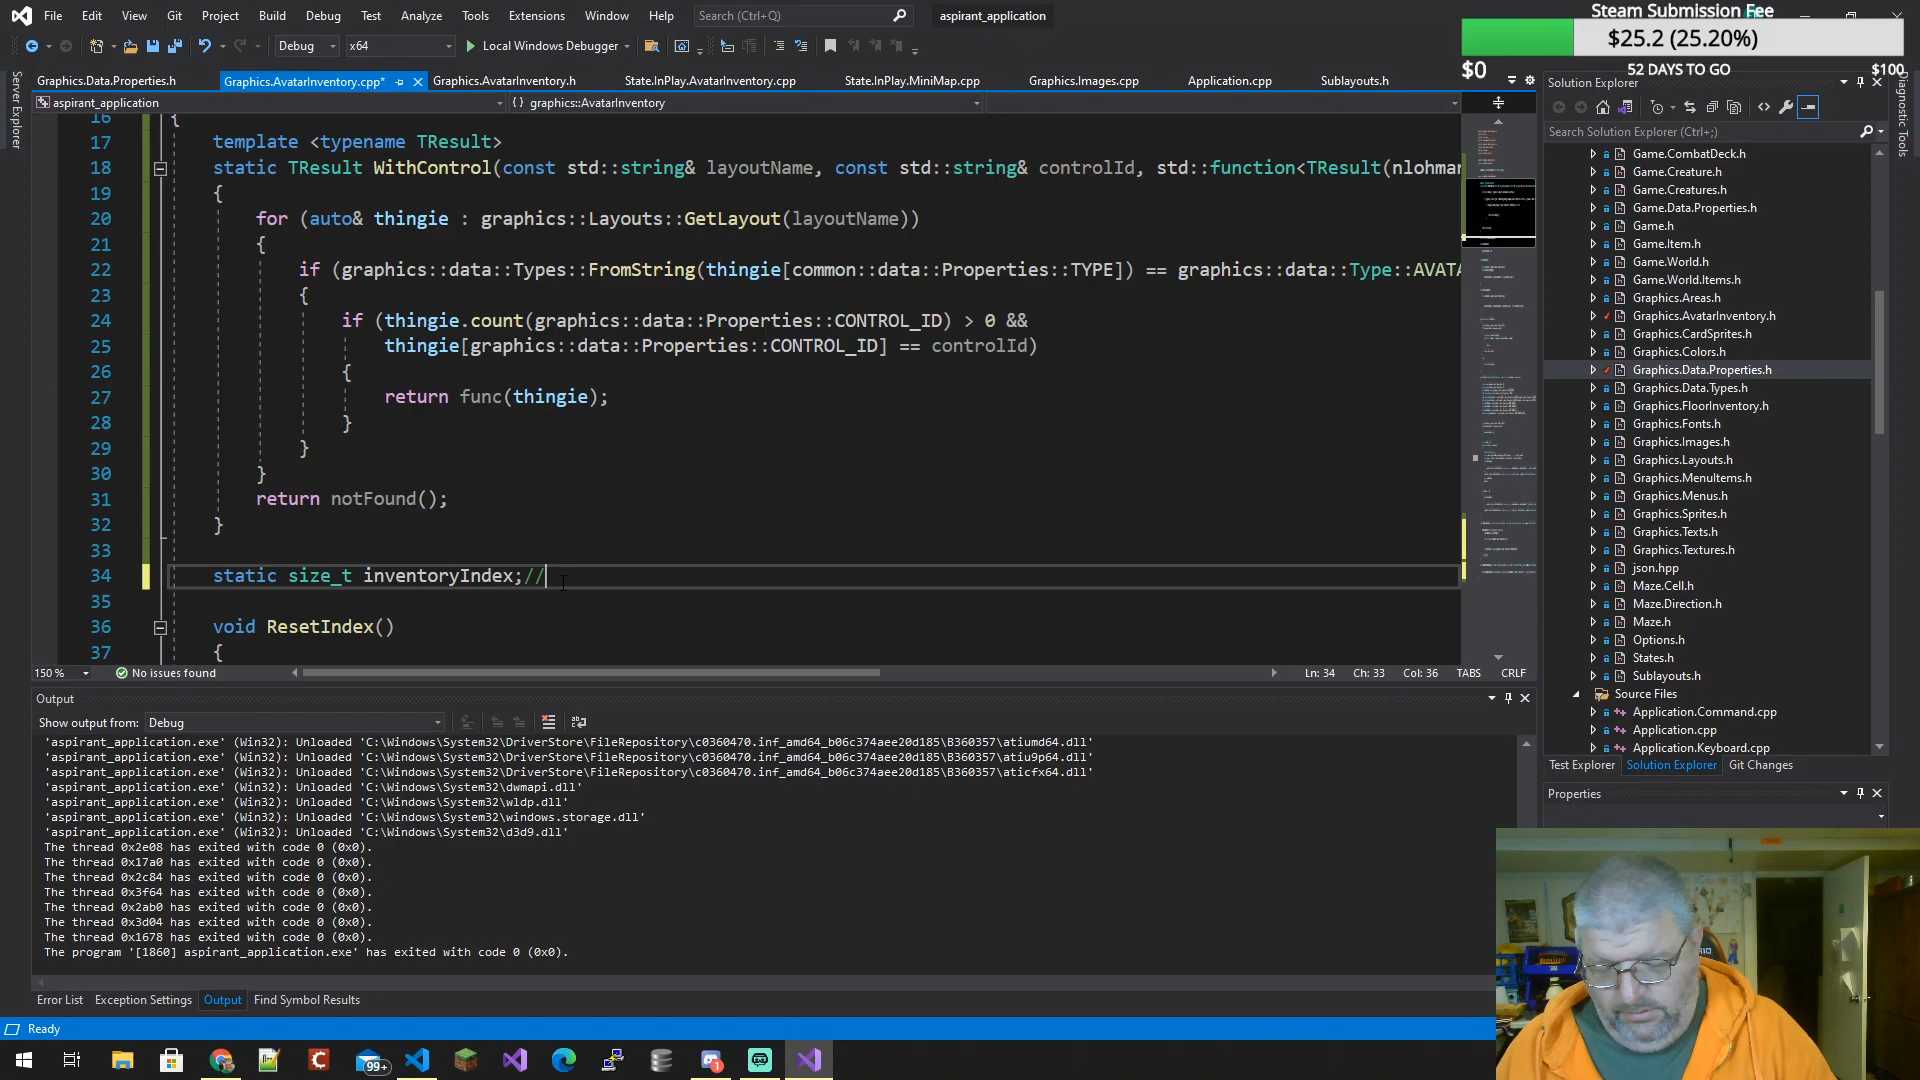 File Edit View Git Project Build Debug Test Analyze Tools Extensions Window Help Search (Ctrl+Q) aspirant_application
Steam Submission Fee
$25.2 (25.20%)
$0 52 DAYS TO GO $100
Debug x64 Local Windows Debugger
Server Explorer
Graphics.Data.Properties.h Graphics.AvatarInventory.cpp* Graphics.AvatarInventory.h State.InPlay.AvatarInventory.cpp State.InPlay.MiniMap.cpp Graphics.Images.cpp Application.cpp Sublayouts.h
aspirant_application {} graphics::AvatarInventory
16 {
17 template <typename TResult>
18 static TResult WithControl(const std::string& layoutName, const std::string& controlId, std::function<TResult(nlohmar
19 {
20 for (auto& thingie : graphics::Layouts::GetLayout(layoutName))
21 {
22 if (graphics::data::Types::FromString(thingie[common::data::Properties::TYPE]) == graphics::data::Type::AVATA
23 {
24 if (thingie.count(graphics::data::Properties::CONTROL_ID) > 0 &&
25 thingie[graphics::data::Properties::CONTROL_ID] == controlId)
26 {
27 return func(thingie);
28 }
29 }
30 }
31 return notFound();
32 }
33
34 static size_t inventoryIndex;//
35
36 void ResetIndex()
37 {
150 % No issues found Ln: 34 Ch: 33 Col: 36 TABS CRLF
Output
Show output from: Debug
'aspirant_application.exe' (Win32): Unloaded 'C:\Windows\System32\DriverStore\FileRepository\c0360470.inf_amd64_b06c374aee20d185\B360357\atiumd64.dll'
'aspirant_application.exe' (Win32): Unloaded 'C:\Windows\System32\DriverStore\FileRepository\c0360470.inf_amd64_b06c374aee20d185\B360357\atiu9p64.dll'
'aspirant_application.exe' (Win32): Unloaded 'C:\Windows\System32\DriverStore\FileRepository\c0360470.inf_amd64_b06c374aee20d185\B360357\aticfx64.dll'
'aspirant_application.exe' (Win32): Unloaded 'C:\Windows\System32\dwmapi.dll'
'aspirant_application.exe' (Win32): Unloaded 'C:\Windows\System32\wldp.dll'
'aspirant_application.exe' (Win32): Unloaded 'C:\Windows\System32\windows.storage.dll'
'aspirant_application.exe' (Win32): Unloaded 'C:\Windows\System32\d3d9.dll'
The thread 0x2e08 has exited with code 0 (0x0).
The thread 0x17a0 has exited with code 0 (0x0).
The thread 0x2c84 has exited with code 0 (0x0).
The thread 0x3f64 has exited with code 0 (0x0).
The thread 0x2ab0 has exited with code 0 (0x0).
The thread 0x3d04 has exited with code 0 (0x0).
The thread 0x1678 has exited with code 0 (0x0).
The program '[1860] aspirant_application.exe' has exited with code 0 (0x0).
Error List Exception Settings Output Find Symbol Results
Ready
Solution Explorer
Search Solution Explorer (Ctrl+;)
Game.CombatDeck.h
Game.Creature.h
Game.Creatures.h
Game.Data.Properties.h
Game.h
Game.Item.h
Game.World.h
Game.World.Items.h
Graphics.Areas.h
Graphics.AvatarInventory.h
Graphics.CardSprites.h
Graphics.Colors.h
Graphics.Data.Properties.h
Graphics.Data.Types.h
Graphics.FloorInventory.h
Graphics.Fonts.h
Graphics.Images.h
Graphics.Layouts.h
Graphics.MenuItems.h
Graphics.Menus.h
Graphics.Sprites.h
Graphics.Texts.h
Graphics.Textures.h
json.hpp
Maze.Cell.h
Maze.Direction.h
Maze.h
Options.h
States.h
Sublayouts.h
Source Files
Application.Command.cpp
Application.cpp
Application.Keyboard.cpp
Test Explorer Solution Explorer Git Changes
Properties
Diagnostic Tools
99+
1